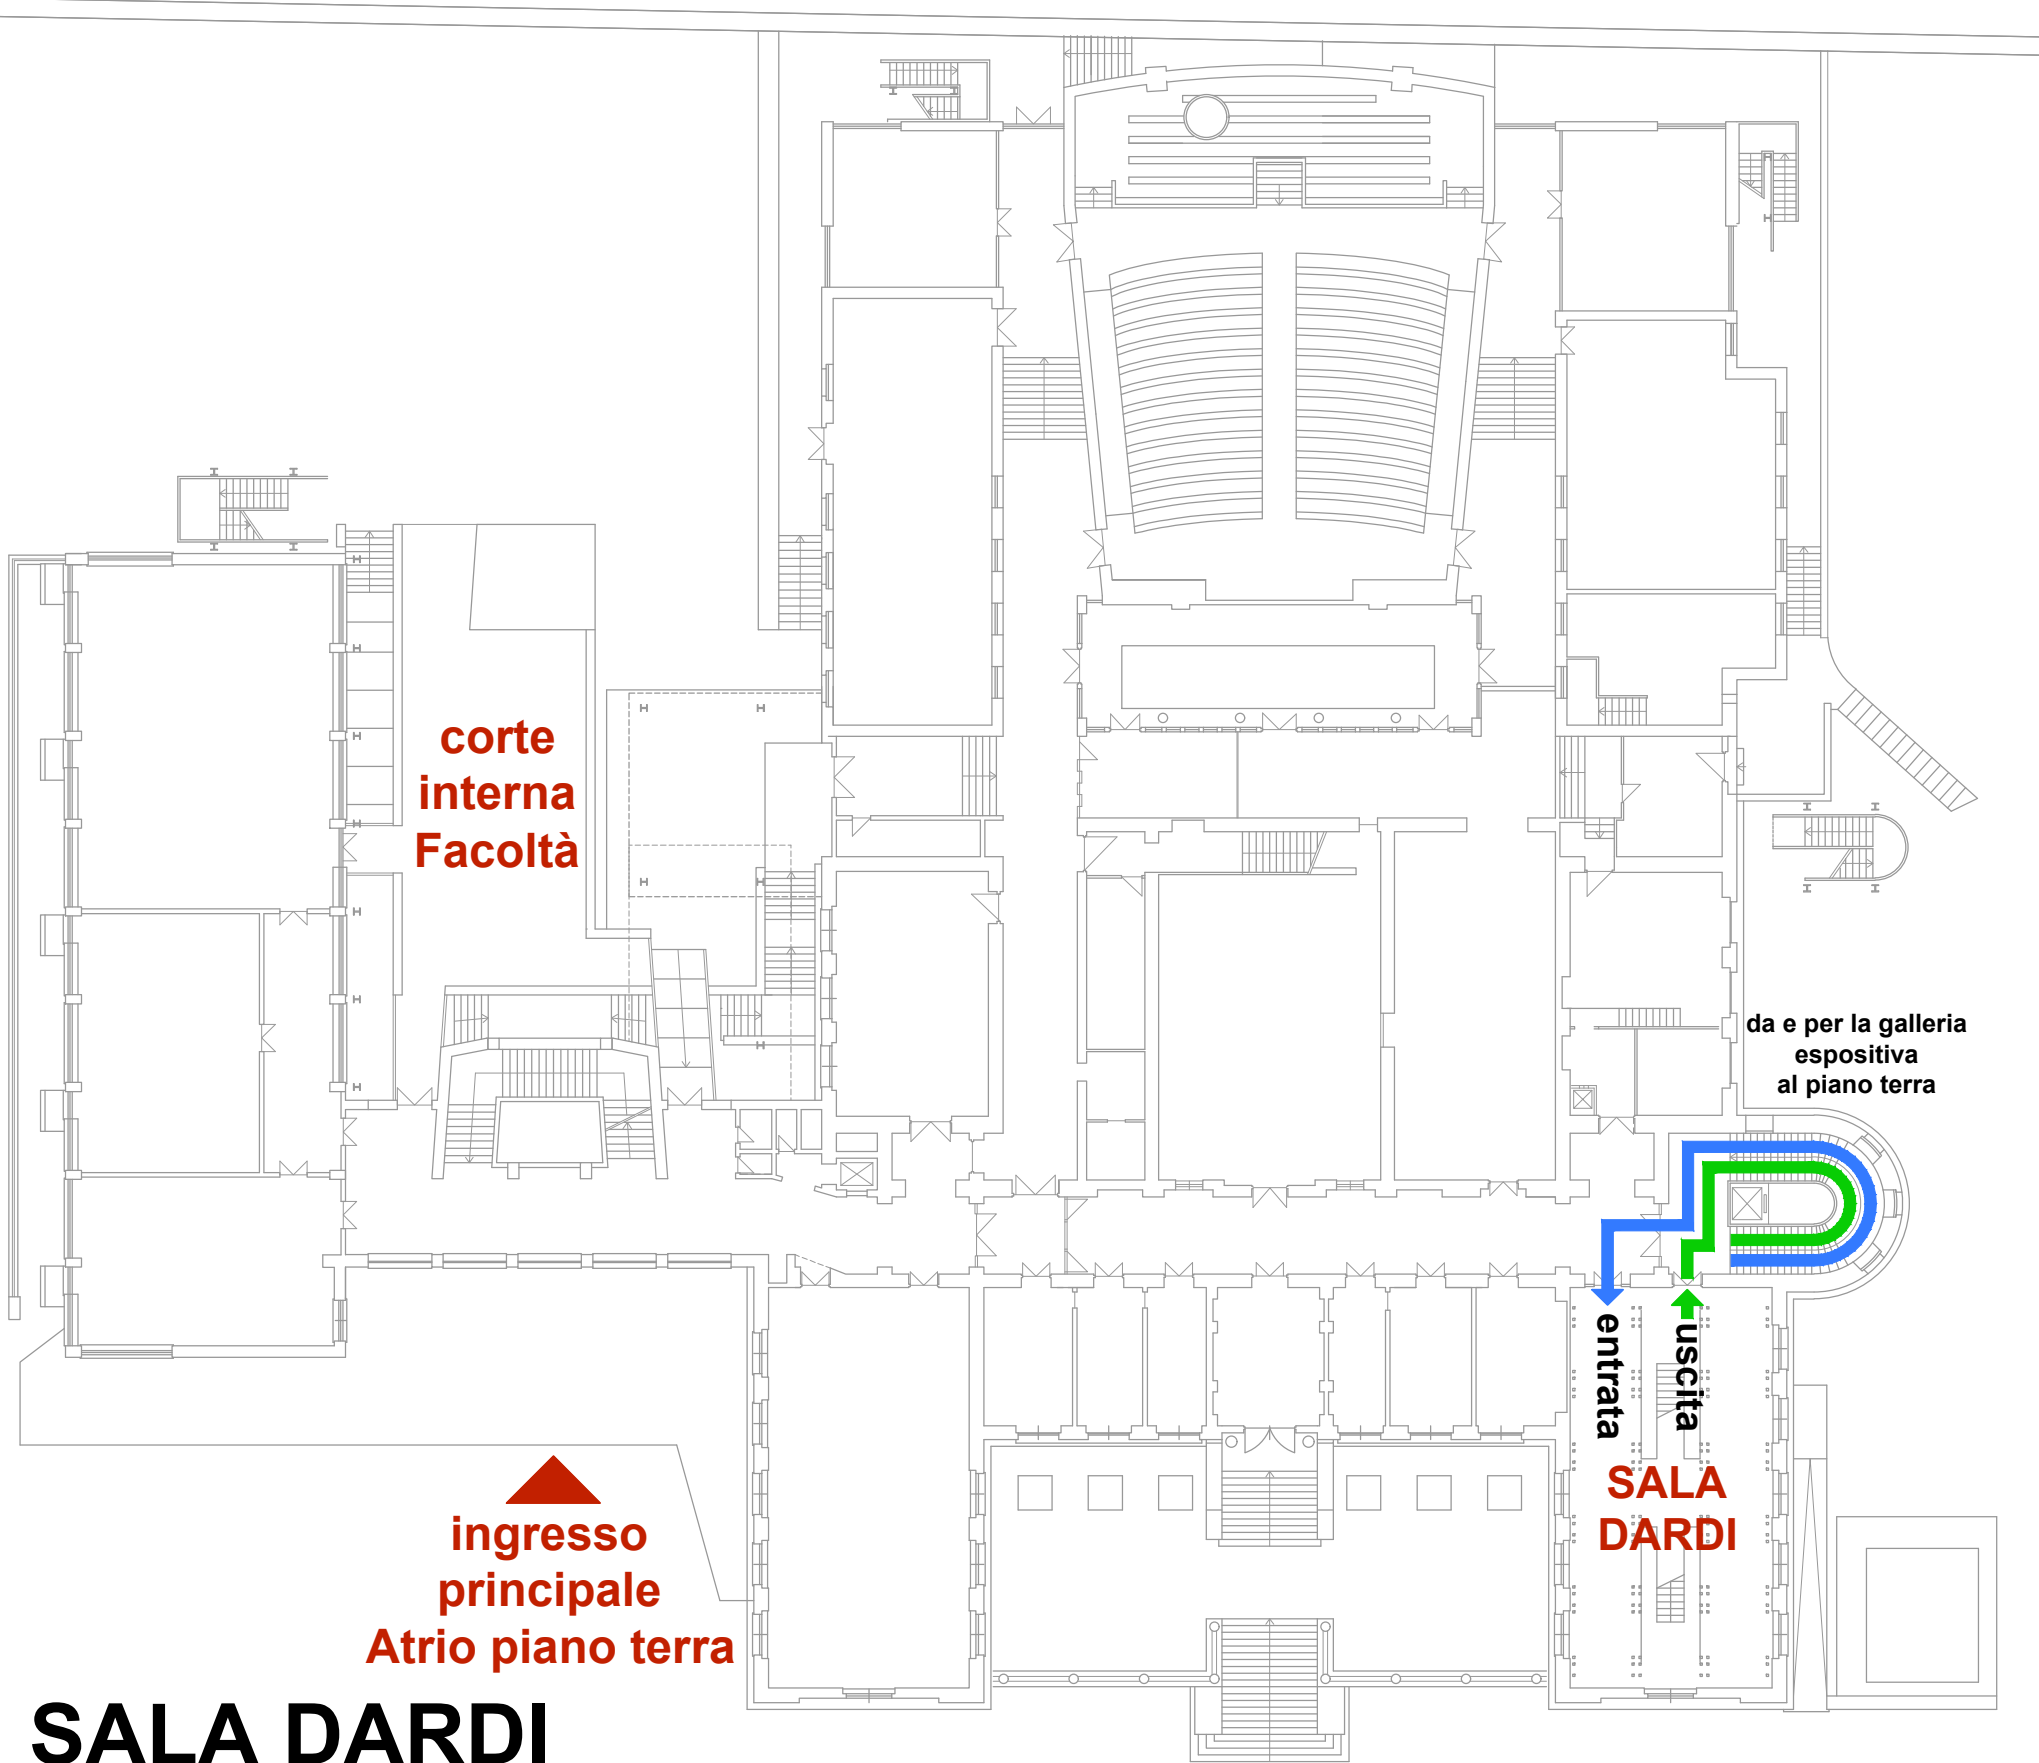 corte
interna
Facoltà
da e per la galleria
espositiva
al piano terra
entrata
uscita
SALA
DARDI
ingresso
principale
Atrio piano terra
SALA DARDI